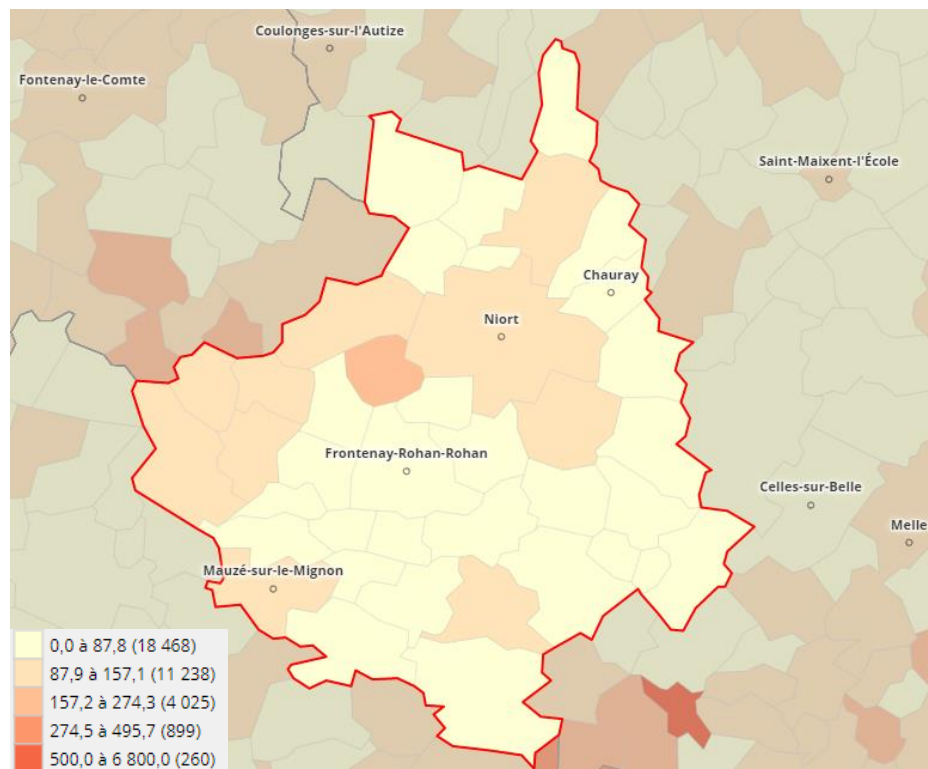 Coulonges-sur-l'Autize
Fontenay-le-Comte
Saint-Maixent-l'École
Chauray
Niort
Frontenay-Rohan-Rohan
Celles-sur-Belle
Melle
Mauzé-sur-le-Mignon
0,0 à 87,8 (18 468)
87,9 à 157,1 (11 238)
157,2 à 274,3 (4 025)
274,5 à 495,7 (899)
500,0 à 6 800,0 (260)